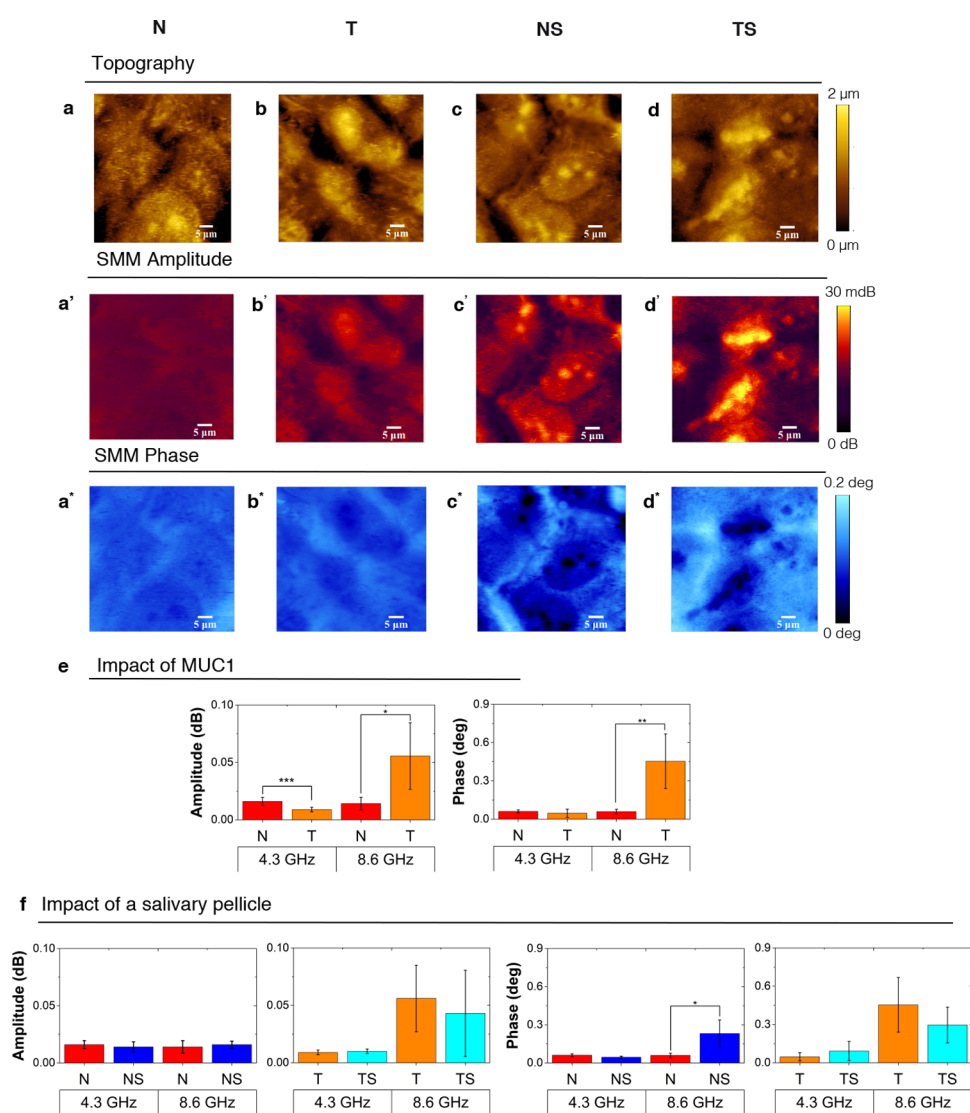 N T NS TS
Topography
a b c d
2 µm
5 µm 5 µm 5 µm 5 µm
0 µm
SMM Amplitude
a' b' c' d'
30 mdB
5 µm 5 µm 5 µm 5 µm
0 dB
SMM Phase
a* b* c* d*
0.2 deg
5 µm 5 µm 5 µm 5 µm
0 deg
e Impact of MUC1
Amplitude (dB)
0.10
0.05
0.00
***
*
N T N T
4.3 GHz 8.6 GHz
Phase (deg)
0.9
0.6
0.3
0.0
**
N T N T
4.3 GHz 8.6 GHz
f Impact of a salivary pellicle
Amplitude (dB)
0.10
0.05
0.00
N NS N NS
4.3 GHz 8.6 GHz
0.10
0.05
0.00
T TS T TS
4.3 GHz 8.6 GHz
Phase (deg)
0.9
0.6
0.3
0.0
*
N NS N NS
4.3 GHz 8.6 GHz
0.9
0.6
0.3
0.0
T TS T TS
4.3 GHz 8.6 GHz